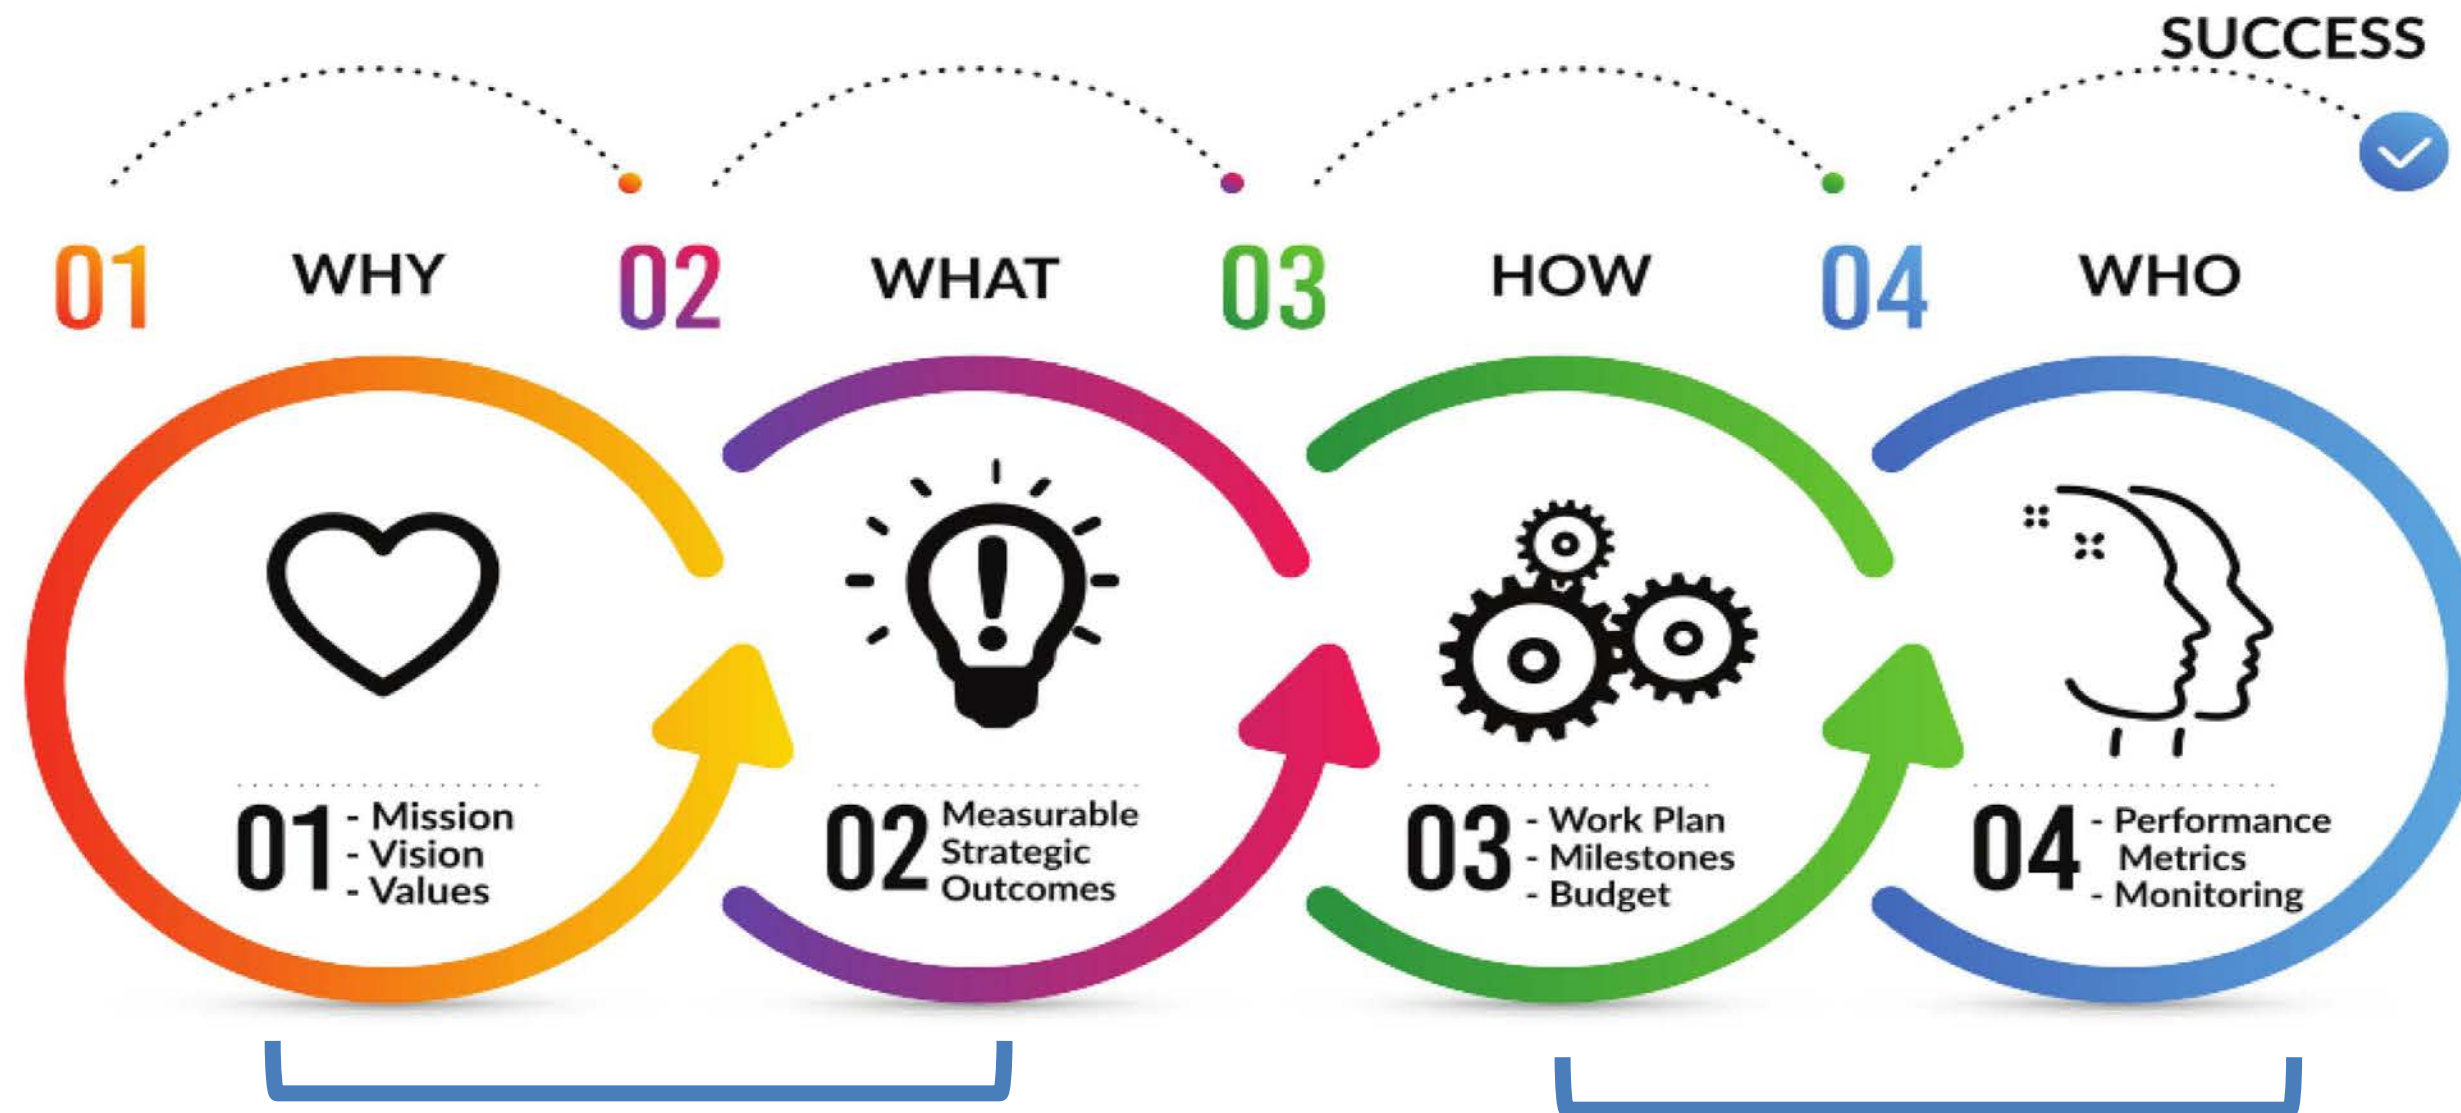 SUCCESS
01 WHY 02 WHAT 03 HOW 04 WHO
01
- Mission
- Vision
- Values
02
Measurable
Strategic
Outcomes
03
- Work Plan
- Milestones
- Budget
04
- Performance
Metrics
- Monitoring